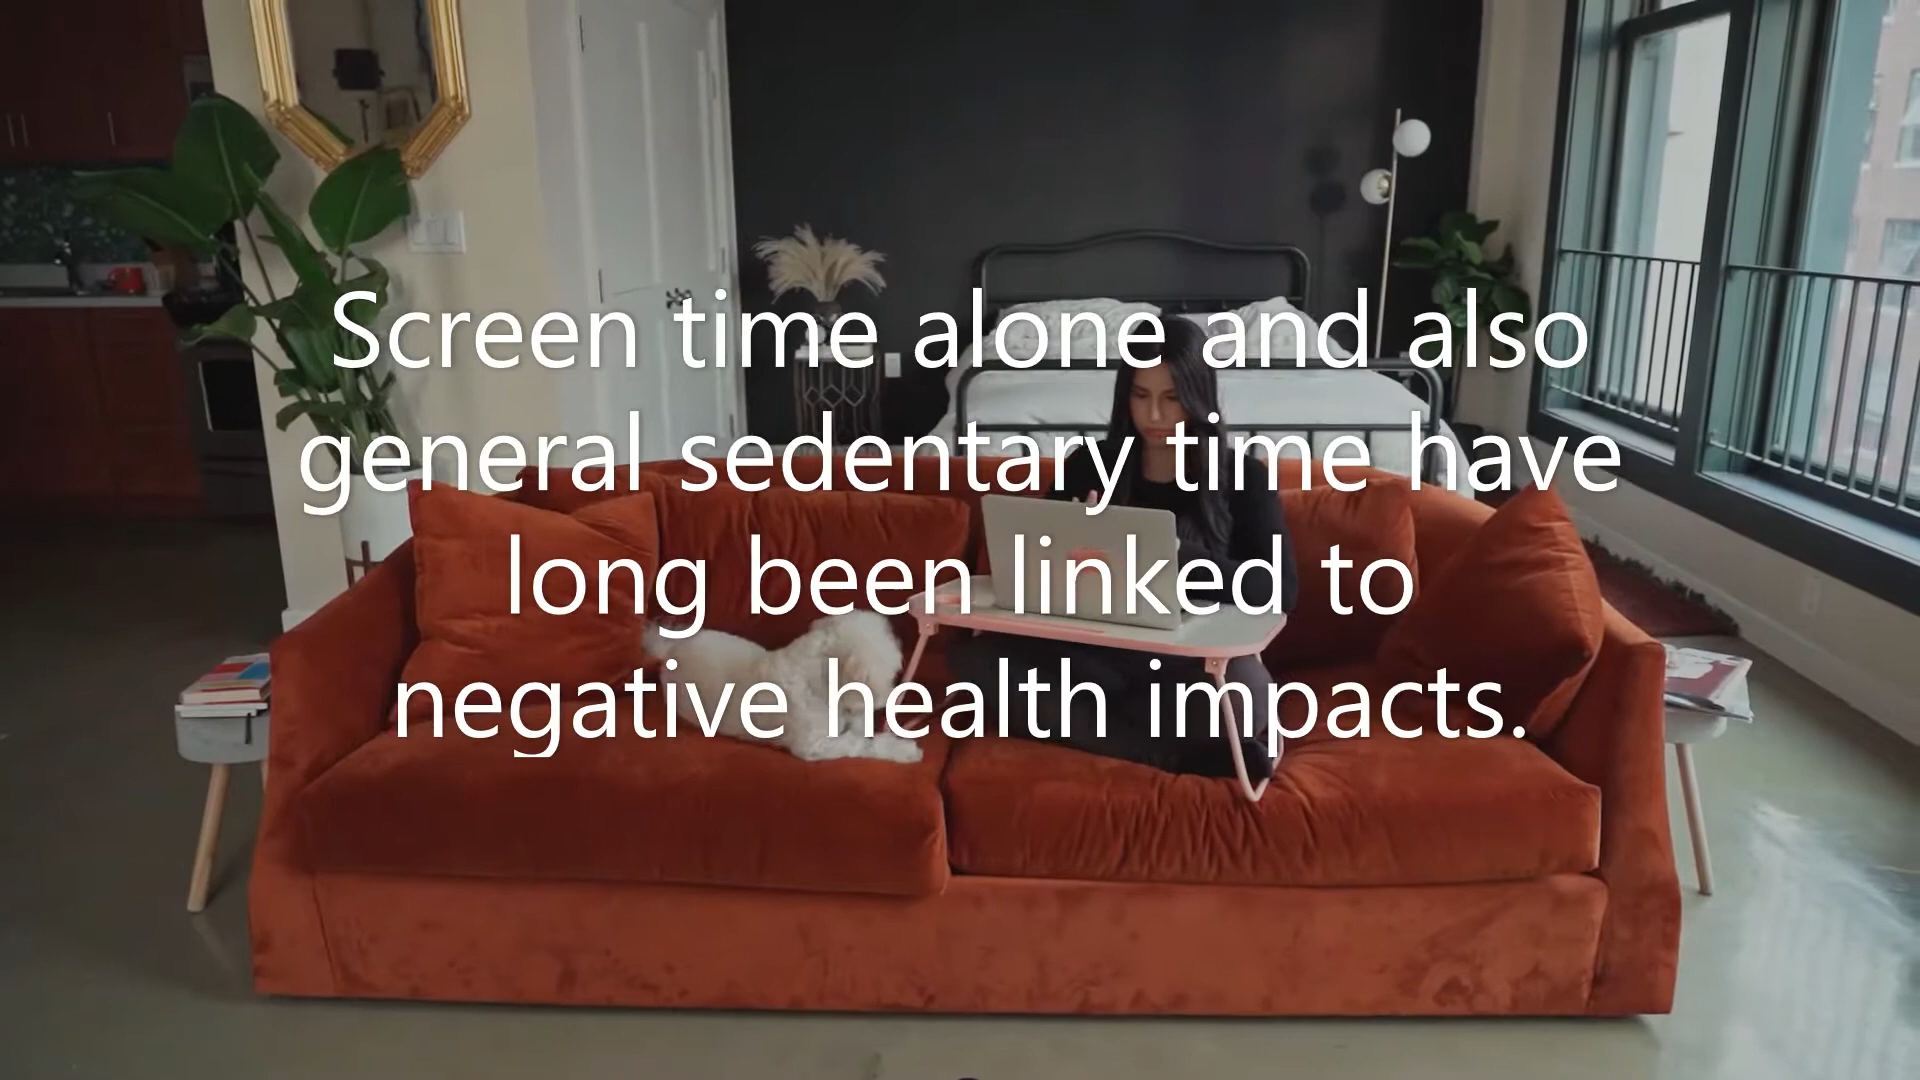 Screen time alone and also
general sedentary time have
long been linked to
negative health impacts.